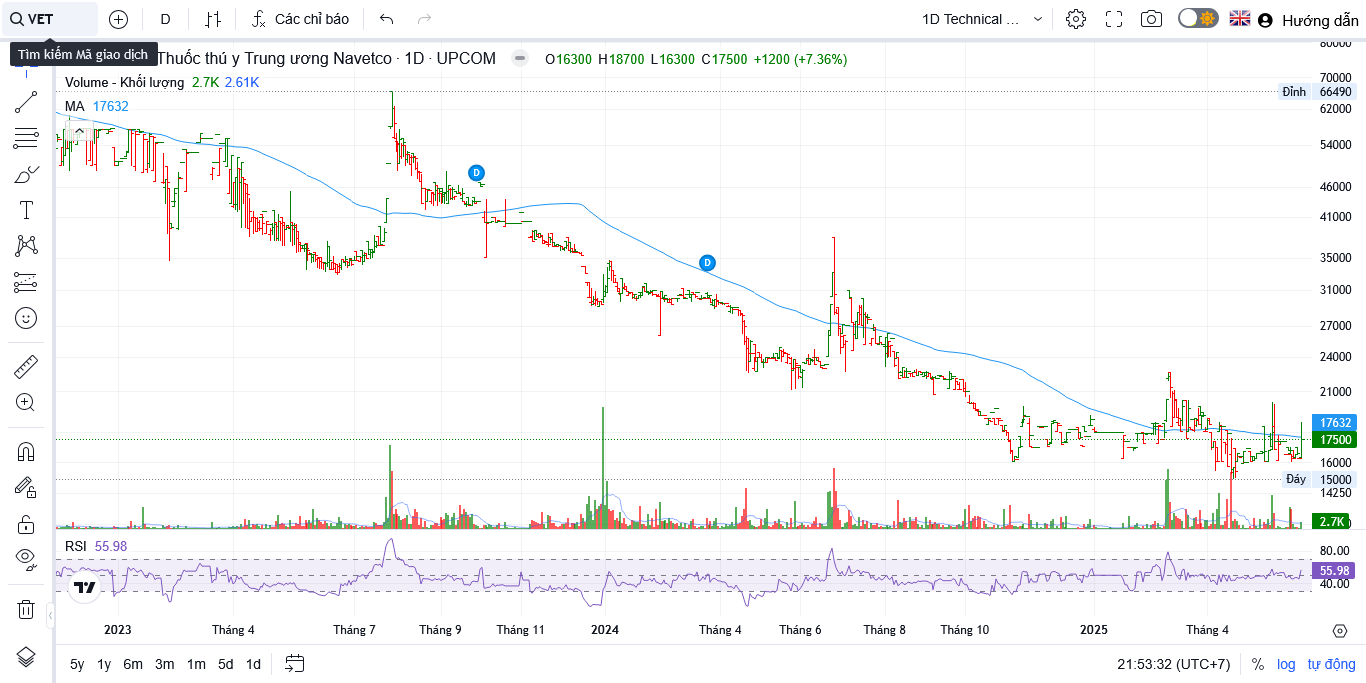 VET
D
Các chỉ báo
1D Technical ...
Hướng dẫn
Tìm kiếm Mã giao dịch
Thuốc thú y Trung ương Navetco · 1D · UPCOM
O16300 H18700 L16300 C17500 +1200 (+7.36%)
Volume - Khối lượng 2.7K 2.61K
MA 17632
D
D
80000
70000
Đỉnh 66490
62000
54000
46000
41000
35000
31000
27000
24000
21000
17632
17500
16000
Đáy 15000
14250
2.7K
RSI 55.98
80.00
55.98
40.00
2023
Tháng 4
Tháng 7
Tháng 9
Tháng 11
2024
Tháng 4
Tháng 6
Tháng 8
Tháng 10
2025
Tháng 4
5y 1y 6m 3m 1m 5d 1d
21:53:32 (UTC+7)
% log tự động